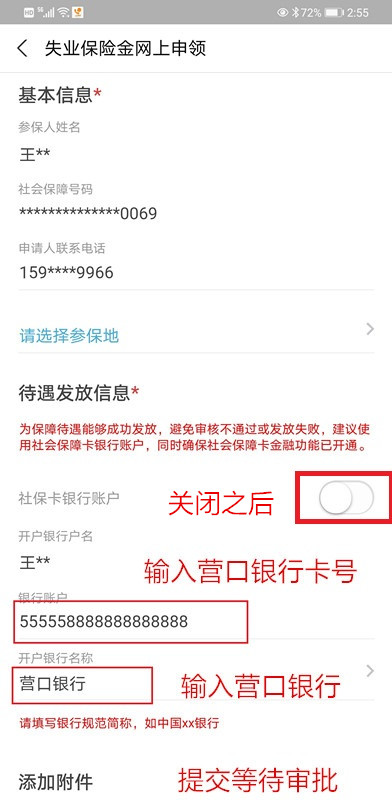 HD 5G 72% 2:55
失业保险金网上申领
基本信息*
参保人姓名
王**
社会保障号码
**************0069
申请人联系电话
159****9966
请选择参保地
待遇发放信息*
为保障待遇能够成功发放，避免审核不通过或发放失败，建议使
用社会保障卡银行账户，同时确保社会保障卡金融功能已开通。
社保卡银行账户 关闭之后
开户银行户名
王**
输入营口银行卡号
银行账户
5555588888888888888
开户银行名称
营口银行 输入营口银行
请填写银行规范简称，如中国xx银行
添加附件 提交等待审批